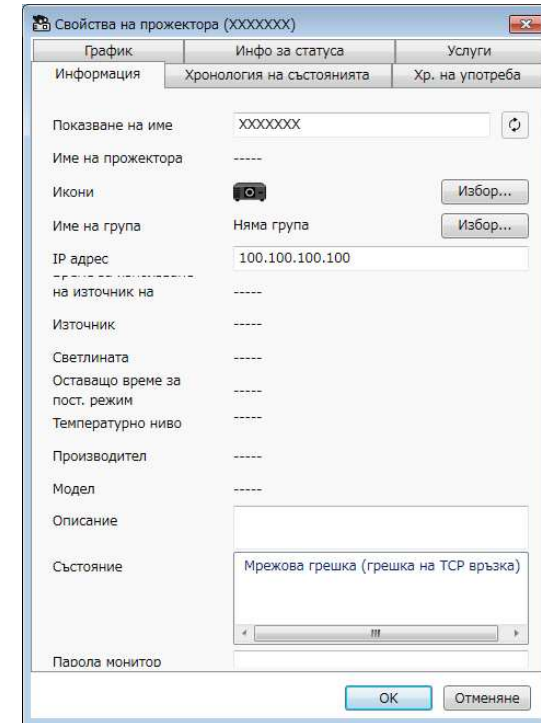 Свойства на прожектора (XXXXXXX)
График Инфо за статуса Услуги
Информация Хронология на състоянията Хр. на употреба
Показване на име XXXXXXX
Име на прожектора -----
Икони Избор...
Име на група Няма група Избор...
IP адрес 100.100.100.100
на източник на -----
Източник -----
Светлината -----
Оставащо време за
пост. режим -----
Температурно ниво -----
Производител -----
Модел -----
Описание
Състояние Мрежова грешка (грешка на TCP връзка)
Парола монитор
OK Отменяне